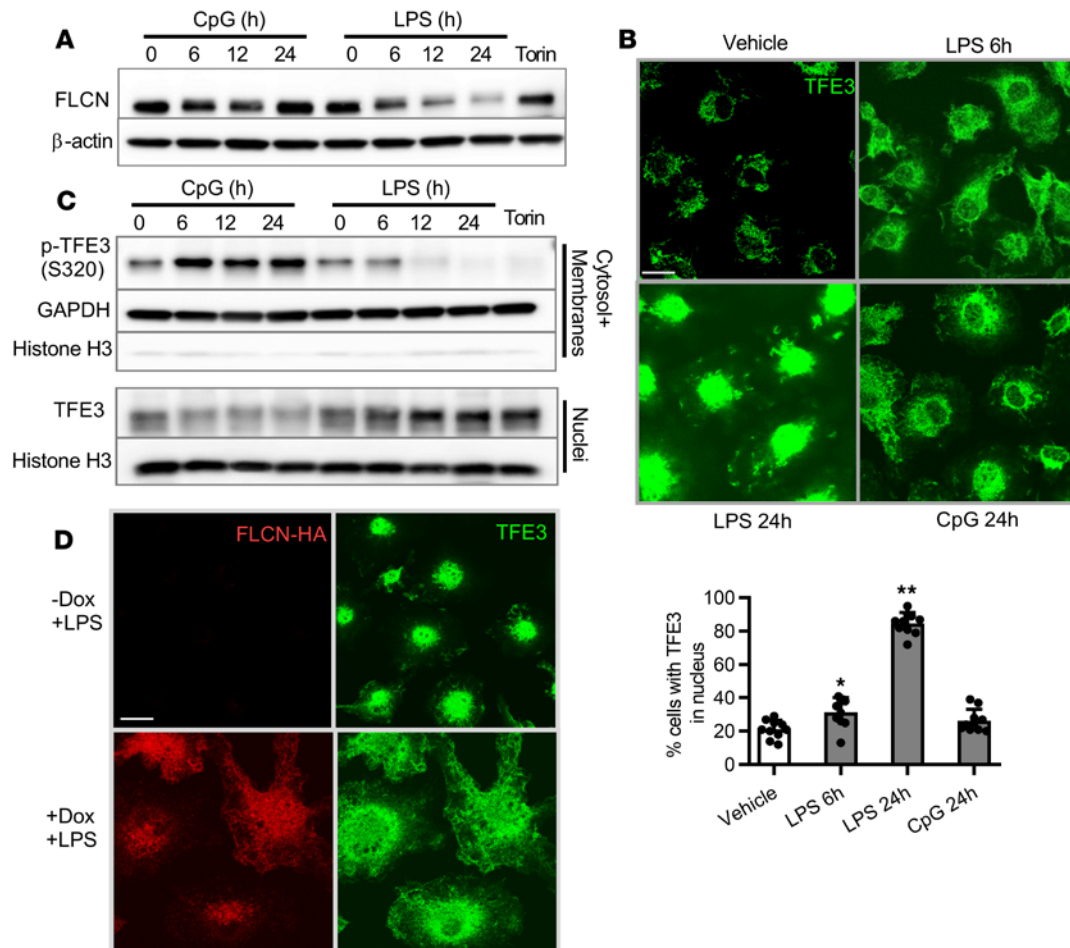 A
CpG (h)
LPS (h)
0 6 12 24 0 6 12 24 Torin
FLCN
β-actin
B
Vehicle
LPS 6h
TFE3
LPS 24h
CpG 24h
C
CpG (h)
LPS (h)
0 6 12 24 0 6 12 24 Torin
p-TFE3
(S320)
GAPDH
Histone H3
Cytosol+
Membranes
TFE3
Histone H3
Nuclei
D
FLCN-HA
TFE3
-Dox
+LPS
+Dox
+LPS
% cells with TFE3
in nucleus
100
80
60
40
20
0
*
**
Vehicle
LPS 6h
LPS 24h
CpG 24h